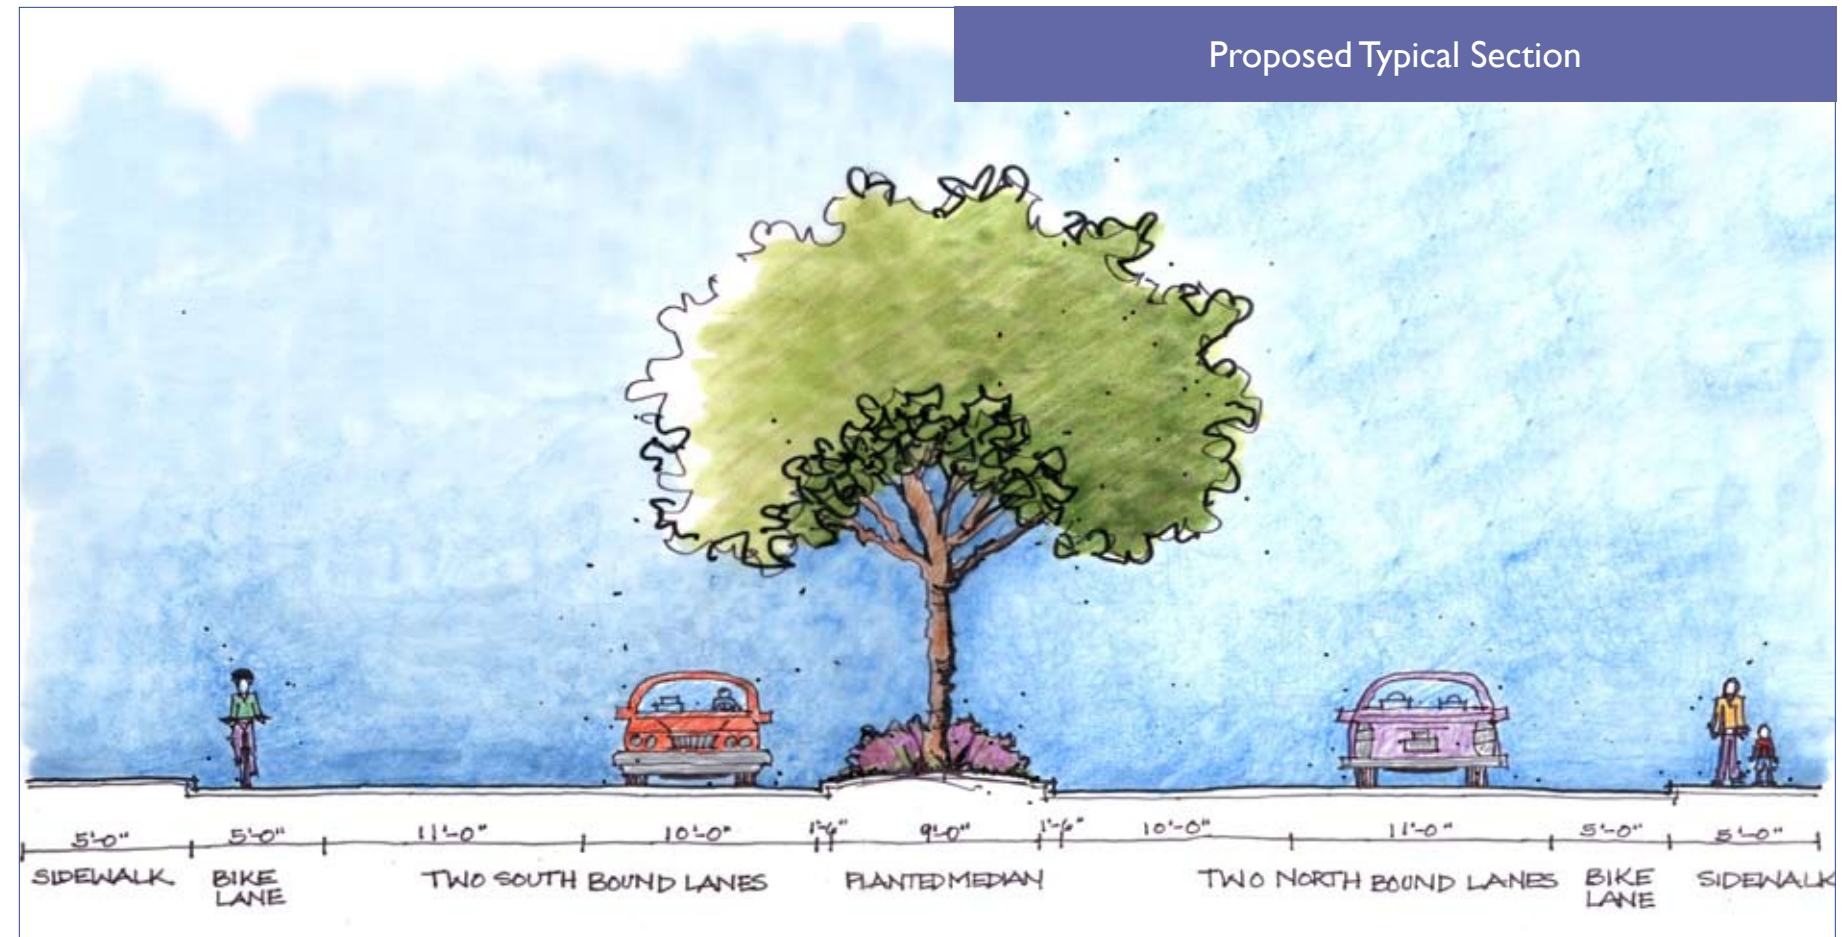 Proposed Typical Section
5'-0" 5'-0" 11'-0" 10'-0" 1'-6" 9'-0" 1'-6" 10'-0" 11'-0" 5'-0" 5'-0"
SIDEWALK BIKE LANE TWO SOUTH BOUND LANES PLANTED MEDIAN TWO NORTH BOUND LANES BIKE LANE SIDEWALK